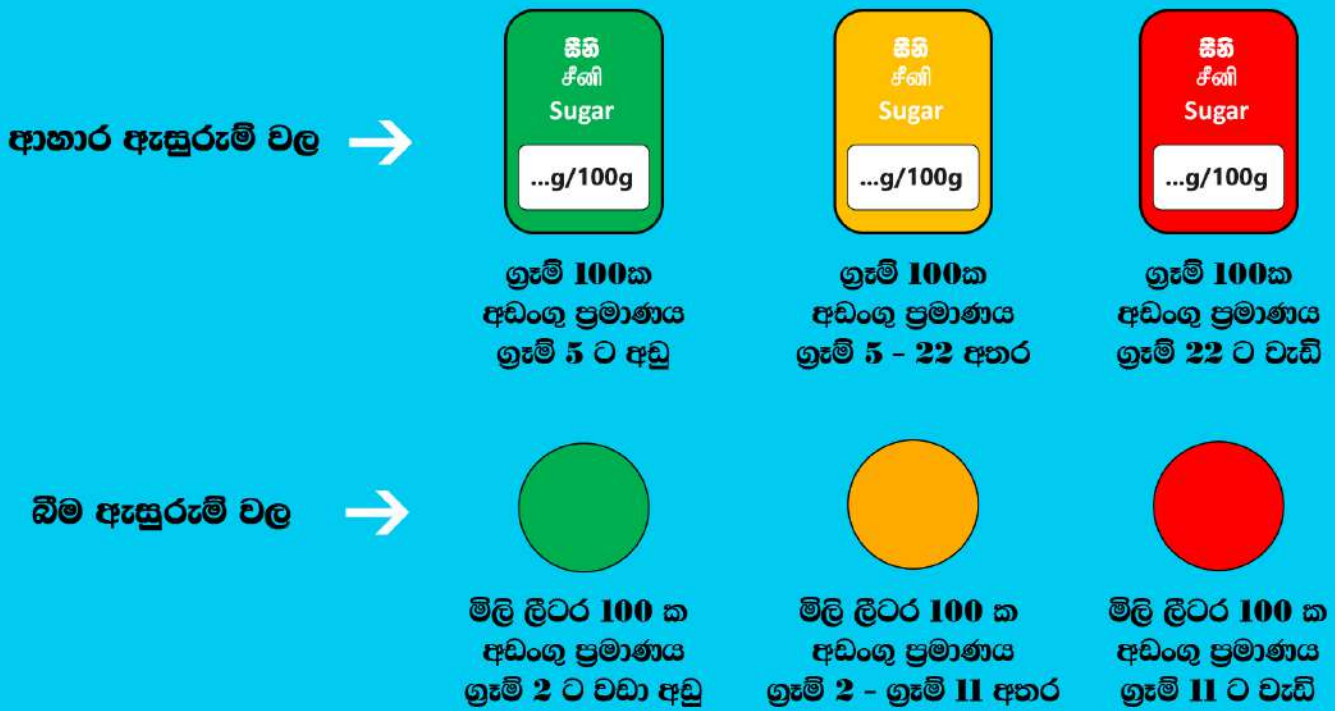 ආහාර ඇසුරුම් වල
සීනි
சீனி
Sugar
...g/100g
ග්‍රෑම් 100ක
අඩංගු ප්‍රමාණය
ග්‍රෑම් 5 ට අඩු
සීනි
சீனி
Sugar
...g/100g
ග්‍රෑම් 100ක
අඩංගු ප්‍රමාණය
ග්‍රෑම් 5 - 22 අතර
සීනි
சீனி
Sugar
...g/100g
ග්‍රෑම් 100ක
අඩංගු ප්‍රමාණය
ග්‍රෑම් 22 ට වැඩි
බීම ඇසුරුම් වල
මිලි ලීටර 100 ක
අඩංගු ප්‍රමාණය
ග්‍රෑම් 2 ට වඩා අඩු
මිලි ලීටර 100 ක
අඩංගු ප්‍රමාණය
ග්‍රෑම් 2 - ග්‍රෑම් 11 අතර
මිලි ලීටර 100 ක
අඩංගු ප්‍රමාණය
ග්‍රෑම් 11 ට වැඩි